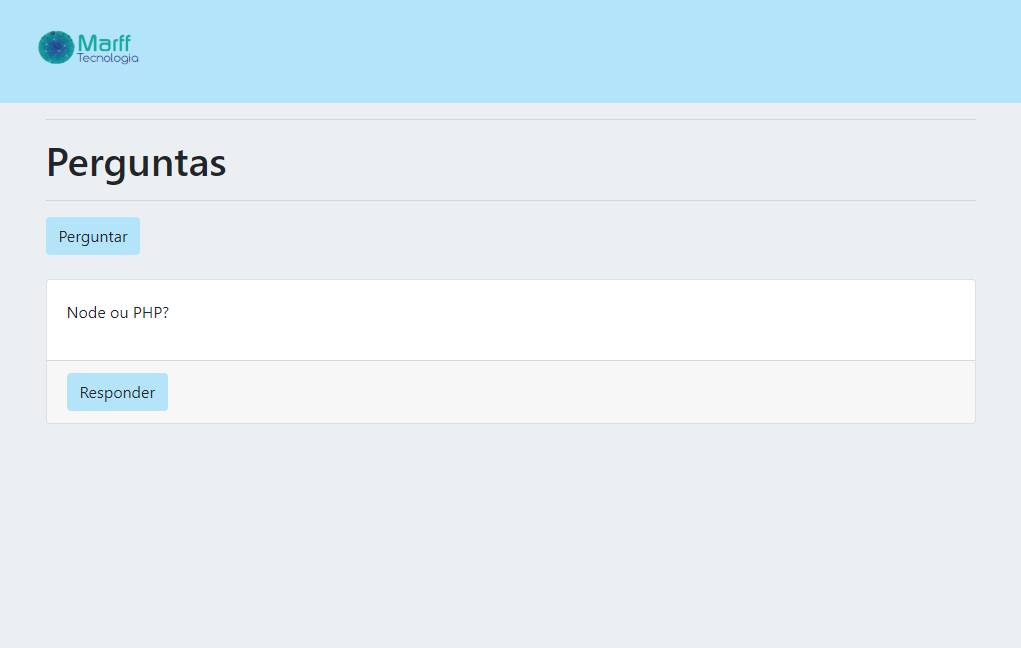 Marff
Tecnologia
Perguntas
Perguntar
Node ou PHP?
Responder